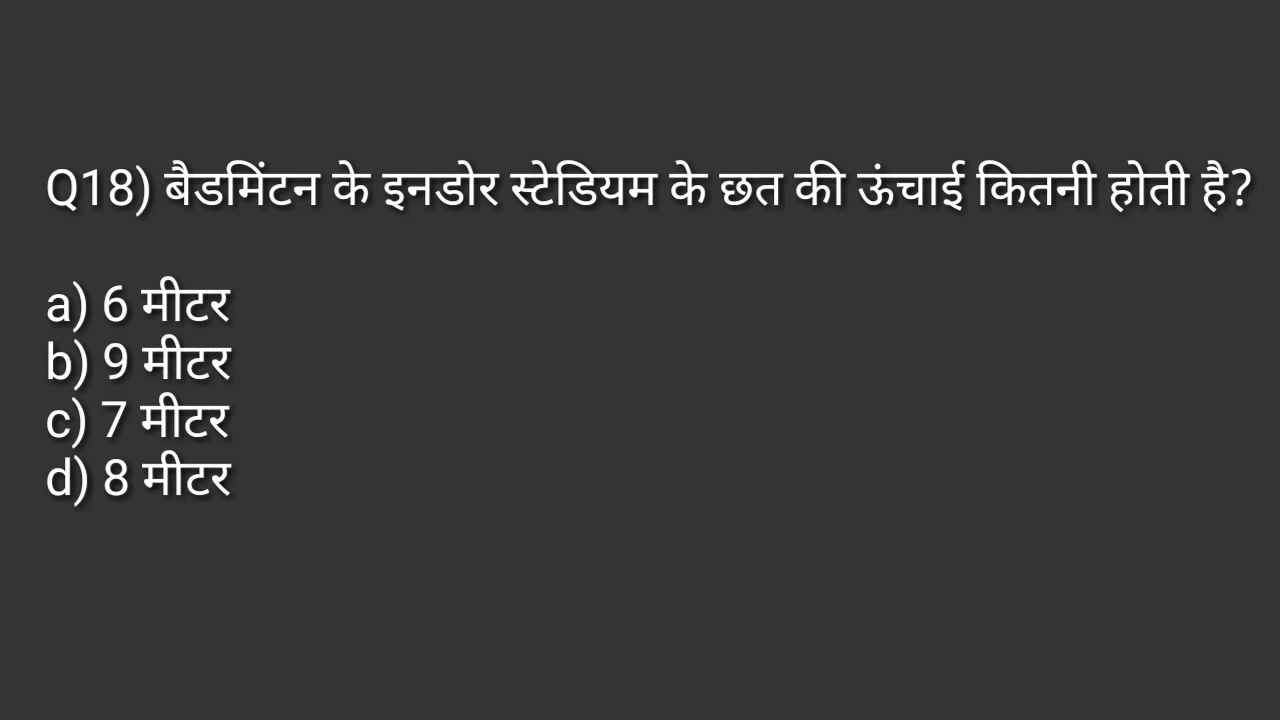 Q18) बैडमिंटन के इनडोर स्टेडियम के छत की ऊंचाई कितनी होती है?
a) 6 मीटर
b) 9 मीटर
c) 7 मीटर
d) 8 मीटर